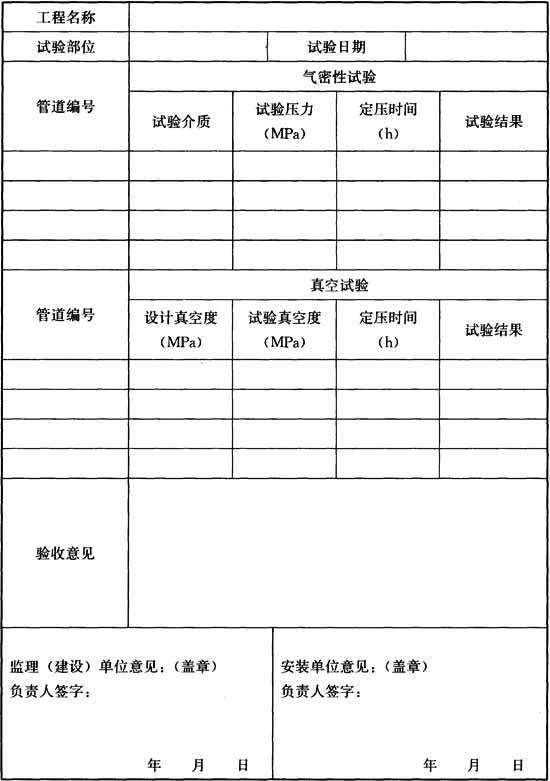 工程名称
试验部位 试验日期
管道编号 气密性试验
试验介质 试验压力（MPa） 定压时间（h） 试验结果
管道编号 真空试验
设计真空度（MPa） 试验真空度（MPa） 定压时间（h） 试验结果
验收意见
监理（建设）单位意见：（盖章）
负责人签字：
年 月 日
安装单位意见：（盖章）
负责人签字：
年 月 日